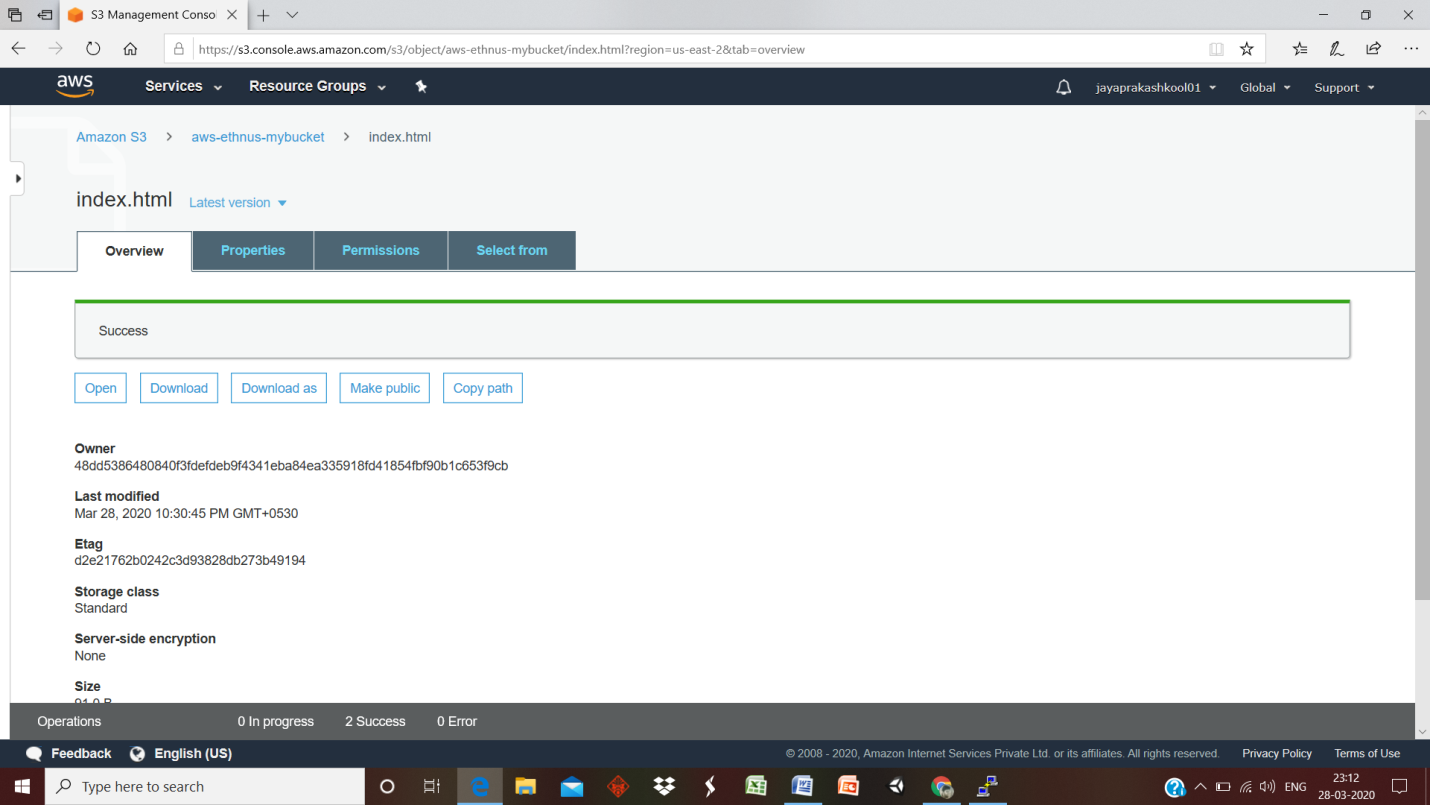 S3 Management Conso
https://s3.console.aws.amazon.com/s3/object/aws-ethnus-mybucket/index.html?region=us-east-2&tab=overview
aws Services Resource Groups jayaprakashkool01 Global Support
Amazon S3 > aws-ethnus-mybucket > index.html
index.html Latest version
Overview Properties Permissions Select from
Success
Open Download Download as Make public Copy path
Owner
48dd5386480840f3fdefdeb9f4341eba84ea335918fd41854fbf90b1c653f9cb
Last modified
Mar 28, 2020 10:30:45 PM GMT+0530
Etag
d2e21762b0242c3d93828db273b49194
Storage class
Standard
Server-side encryption
None
Size
91.0 B
Operations 0 In progress 2 Success 0 Error
Feedback English (US) © 2008 - 2020, Amazon Internet Services Private Ltd. or its affiliates. All rights reserved. Privacy Policy Terms of Use
Type here to search ENG 23:12
28-03-2020